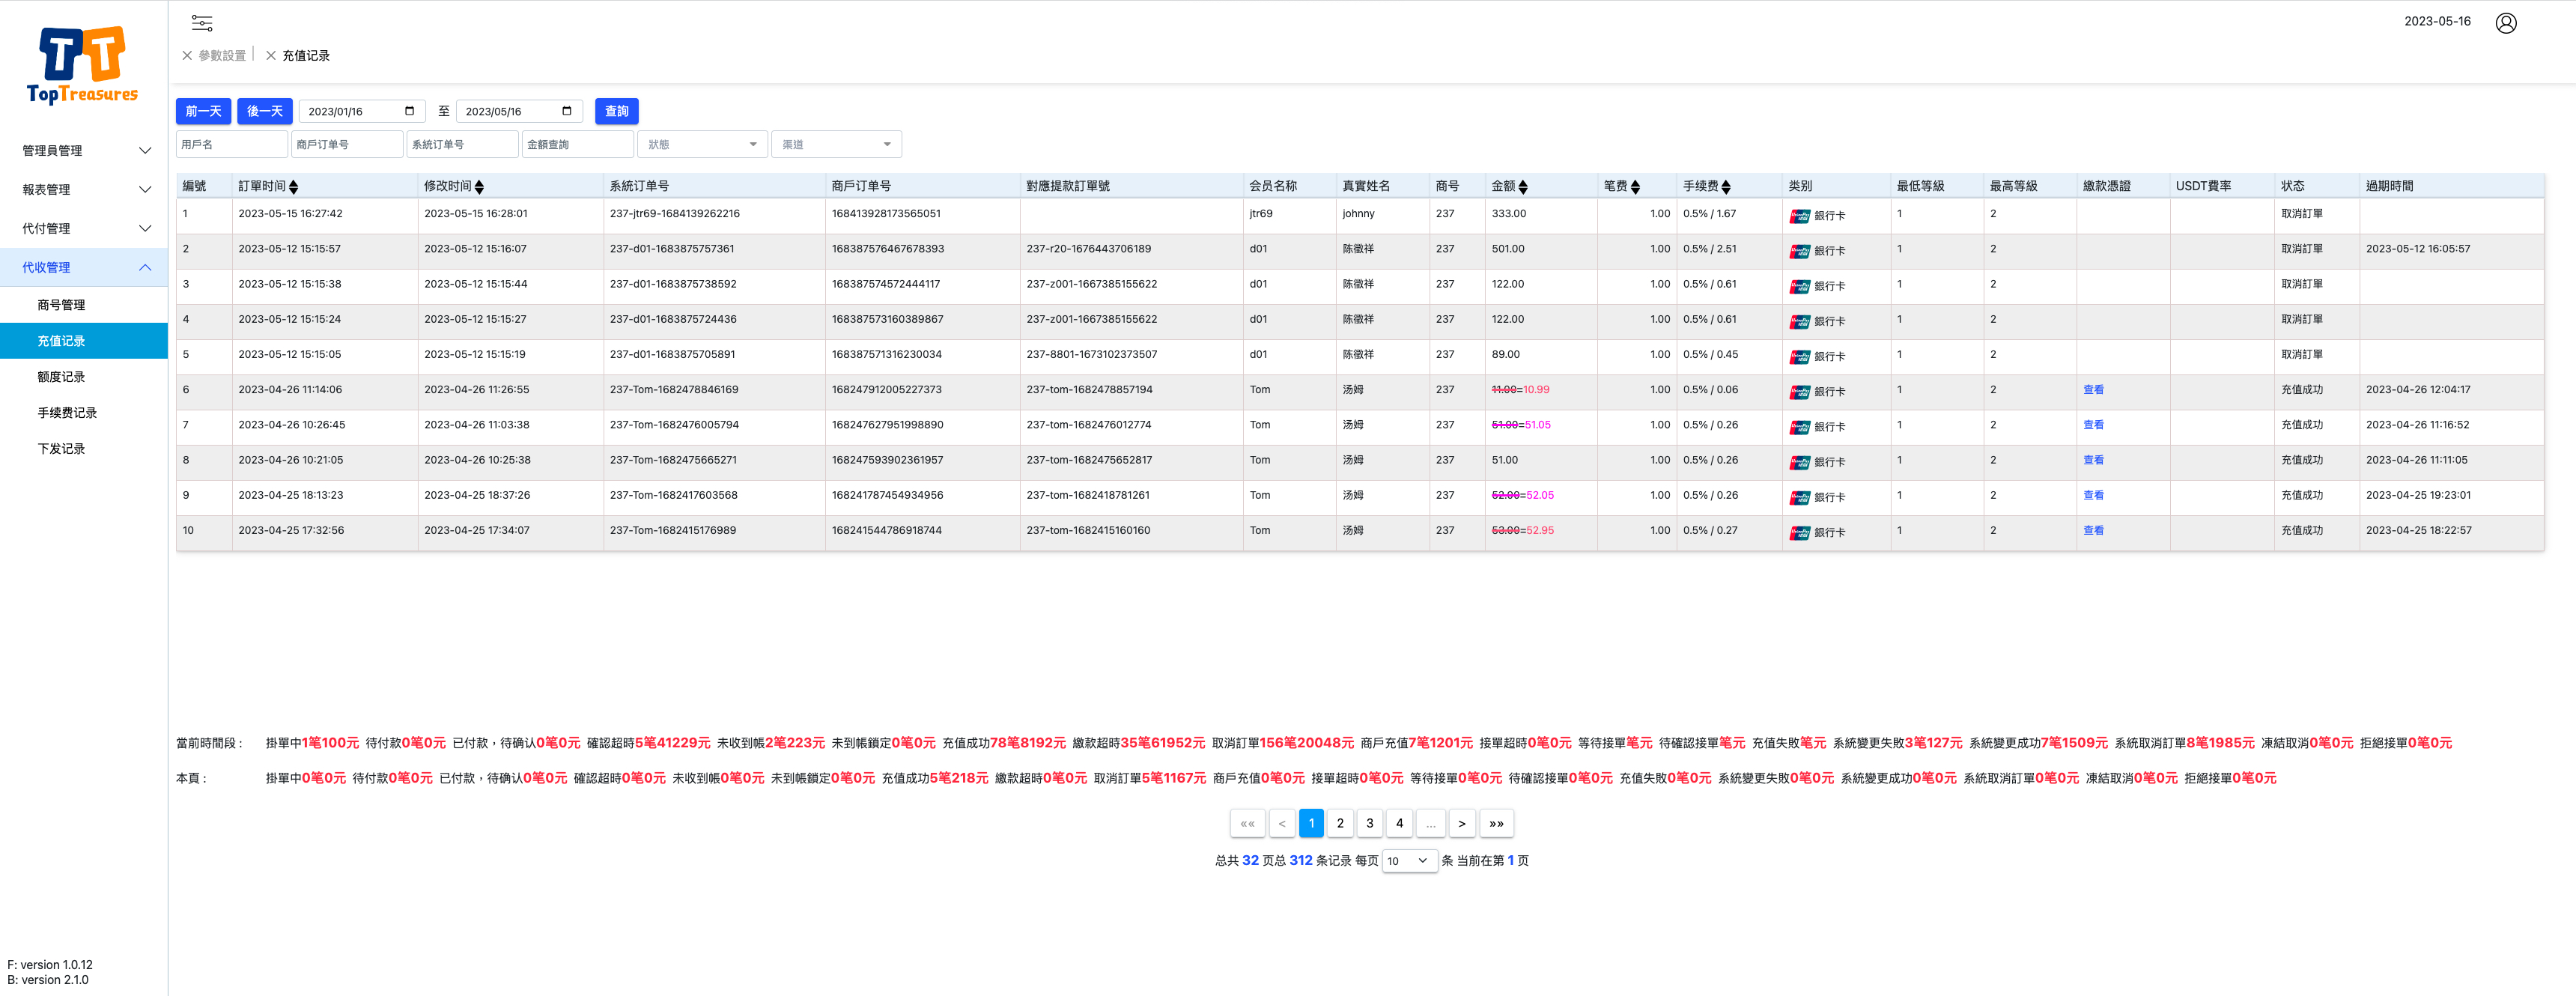 TopTreasures
2023-05-16
參數設置 充值记录
管理員管理
報表管理
代付管理
代收管理
商号管理
充值记录
额度记录
手续费记录
下发记录
前一天 後一天 2023/01/16 至 2023/05/16 查詢
用戶名 商戶订单号 系統订单号 金額查詢 狀態 渠道
編號 訂單时间 修改时间 系統订单号 商戶订单号 對應提款訂單號 会员名称 真實姓名 商号 金额 笔费 手续费 类别 最低等級 最高等級 繳款憑證 USDT費率 状态 過期時間
1 2023-05-15 16:27:42 2023-05-15 16:28:01 237-jtr69-1684139262216 168413928173565051 jtr69 johnny 237 333.00 1.00 0.5% / 1.67 銀行卡 1 2 取消訂單
2 2023-05-12 15:15:57 2023-05-12 15:16:07 237-d01-1683875757361 168387576467678393 237-r20-1676443706189 d01 陈徽祥 237 501.00 1.00 0.5% / 2.51 銀行卡 1 2 取消訂單 2023-05-12 16:05:57
3 2023-05-12 15:15:38 2023-05-12 15:15:44 237-d01-1683875738592 168387574572444117 237-z001-1667385155622 d01 陈徽祥 237 122.00 1.00 0.5% / 0.61 銀行卡 1 2 取消訂單
4 2023-05-12 15:15:24 2023-05-12 15:15:27 237-d01-1683875724436 168387573160389867 237-z001-1667385155622 d01 陈徽祥 237 122.00 1.00 0.5% / 0.61 銀行卡 1 2 取消訂單
5 2023-05-12 15:15:05 2023-05-12 15:15:19 237-d01-1683875705891 168387571316230034 237-8801-1673102373507 d01 陈徽祥 237 89.00 1.00 0.5% / 0.45 銀行卡 1 2 取消訂單
6 2023-04-26 11:14:06 2023-04-26 11:26:55 237-Tom-1682478846169 168247912005227373 237-tom-1682478857194 Tom 汤姆 237 11.00=10.99 1.00 0.5% / 0.06 銀行卡 1 2 查看 充值成功 2023-04-26 12:04:17
7 2023-04-26 10:26:45 2023-04-26 11:03:38 237-Tom-1682476005794 168247627951998890 237-tom-1682476012774 Tom 汤姆 237 51.00=51.05 1.00 0.5% / 0.26 銀行卡 1 2 查看 充值成功 2023-04-26 11:16:52
8 2023-04-26 10:21:05 2023-04-26 10:25:38 237-Tom-1682475665271 168247593902361957 237-tom-1682475652817 Tom 汤姆 237 51.00 1.00 0.5% / 0.26 銀行卡 1 2 查看 充值成功 2023-04-26 11:11:05
9 2023-04-25 18:13:23 2023-04-25 18:37:26 237-Tom-1682417603568 168241787454934956 237-tom-1682418781261 Tom 汤姆 237 52.00=52.05 1.00 0.5% / 0.26 銀行卡 1 2 查看 充值成功 2023-04-25 19:23:01
10 2023-04-25 17:32:56 2023-04-25 17:34:07 237-Tom-1682415176989 168241544786918744 237-tom-1682415160160 Tom 汤姆 237 53.00=52.95 1.00 0.5% / 0.27 銀行卡 1 2 查看 充值成功 2023-04-25 18:22:57
當前時間段 : 掛單中1笔100元 待付款0笔0元 已付款，待确认0笔0元 確認超時5笔41229元 未收到帳2笔223元 未到帳鎖定0笔0元 充值成功78笔8192元 繳款超時35笔61952元 取消訂單156笔20048元 商戶充值7笔1201元 接單超時0笔0元 等待接單笔元 待確認接單笔元 充值失敗笔元 系統變更失敗3笔127元 系統變更成功7笔1509元 系統取消訂單8笔1985元 凍結取消0笔0元 拒絕接單0笔0元
本頁 : 掛單中0笔0元 待付款0笔0元 已付款，待确认0笔0元 確認超時0笔0元 未收到帳0笔0元 未到帳鎖定0笔0元 充值成功5笔218元 繳款超時0笔0元 取消訂單5笔1167元 商戶充值0笔0元 接單超時0笔0元 等待接單0笔0元 待確認接單0笔0元 充值失敗0笔0元 系統變更失敗0笔0元 系統變更成功0笔0元 系統取消訂單0笔0元 凍結取消0笔0元 拒絕接單0笔0元
«« < 1 2 3 4 ... > »»
总共 32 页总 312 条记录 每页 10 条 当前在第 1 页
F: version 1.0.12
B: version 2.1.0